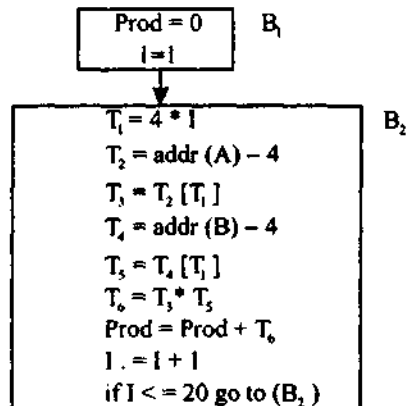 Prod = 0 B₁
I = 1
T₁ = 4 * I B₂
T₂ = addr (A) – 4
T₃ = T₂ [T₁]
T₄ = addr (B) – 4
T₅ = T₄ [T₁]
T₆ = T₃* T₅
Prod = Prod + T₆
I . = I + 1
if I < = 20 go to (B₂ )